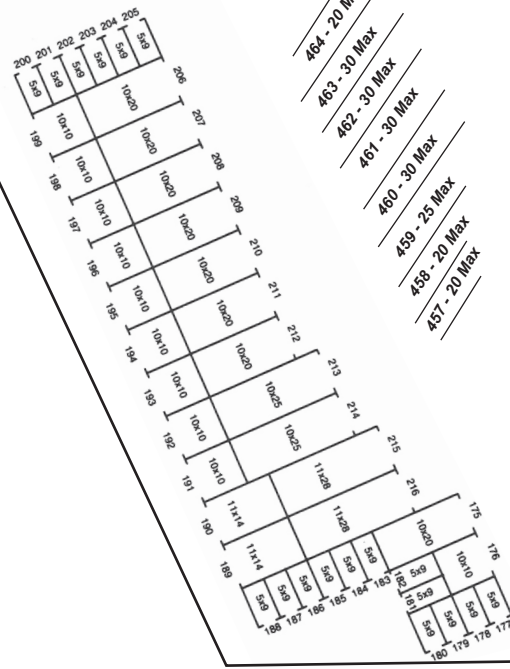 464 - 20 M
463 - 30 Max
462 - 30 Max
461 - 30 Max
460 - 30 Max
459 - 25 Max
458 - 20 Max
457 - 20 Max
200 201 202 203 204 205
5x9 5x9 5x9 5x9 5x9 5x9
206
10x20
207
10x20
208
10x20
209
10x20
210
10x20
211
10x20
212
10x20
213
10x25
214
10x25
215
11x28
216
11x28
175
10x20
176
10x10
199
10x10
198
10x10
197
10x10
196
10x10
195
10x10
194
10x10
193
10x10
192
10x10
191
10x10
190
11x14
189
11x14
5x9 5x9 5x9 5x9 5x9 5x9
188 187 186 185 184 183
182 5x9
181 5x9
5x9 5x9 5x9 5x9
180 179 178 177